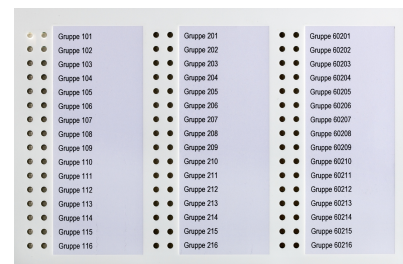 Gruppe 101
Gruppe 102
Gruppe 103
Gruppe 104
Gruppe 105
Gruppe 106
Gruppe 107
Gruppe 108
Gruppe 109
Gruppe 110
Gruppe 111
Gruppe 112
Gruppe 113
Gruppe 114
Gruppe 115
Gruppe 116
Gruppe 201
Gruppe 202
Gruppe 203
Gruppe 204
Gruppe 205
Gruppe 206
Gruppe 207
Gruppe 208
Gruppe 209
Gruppe 210
Gruppe 211
Gruppe 212
Gruppe 213
Gruppe 214
Gruppe 215
Gruppe 216
Gruppe 60201
Gruppe 60202
Gruppe 60203
Gruppe 60204
Gruppe 60205
Gruppe 60206
Gruppe 60207
Gruppe 60208
Gruppe 60209
Gruppe 60210
Gruppe 60211
Gruppe 60212
Gruppe 60213
Gruppe 60214
Gruppe 60215
Gruppe 60216